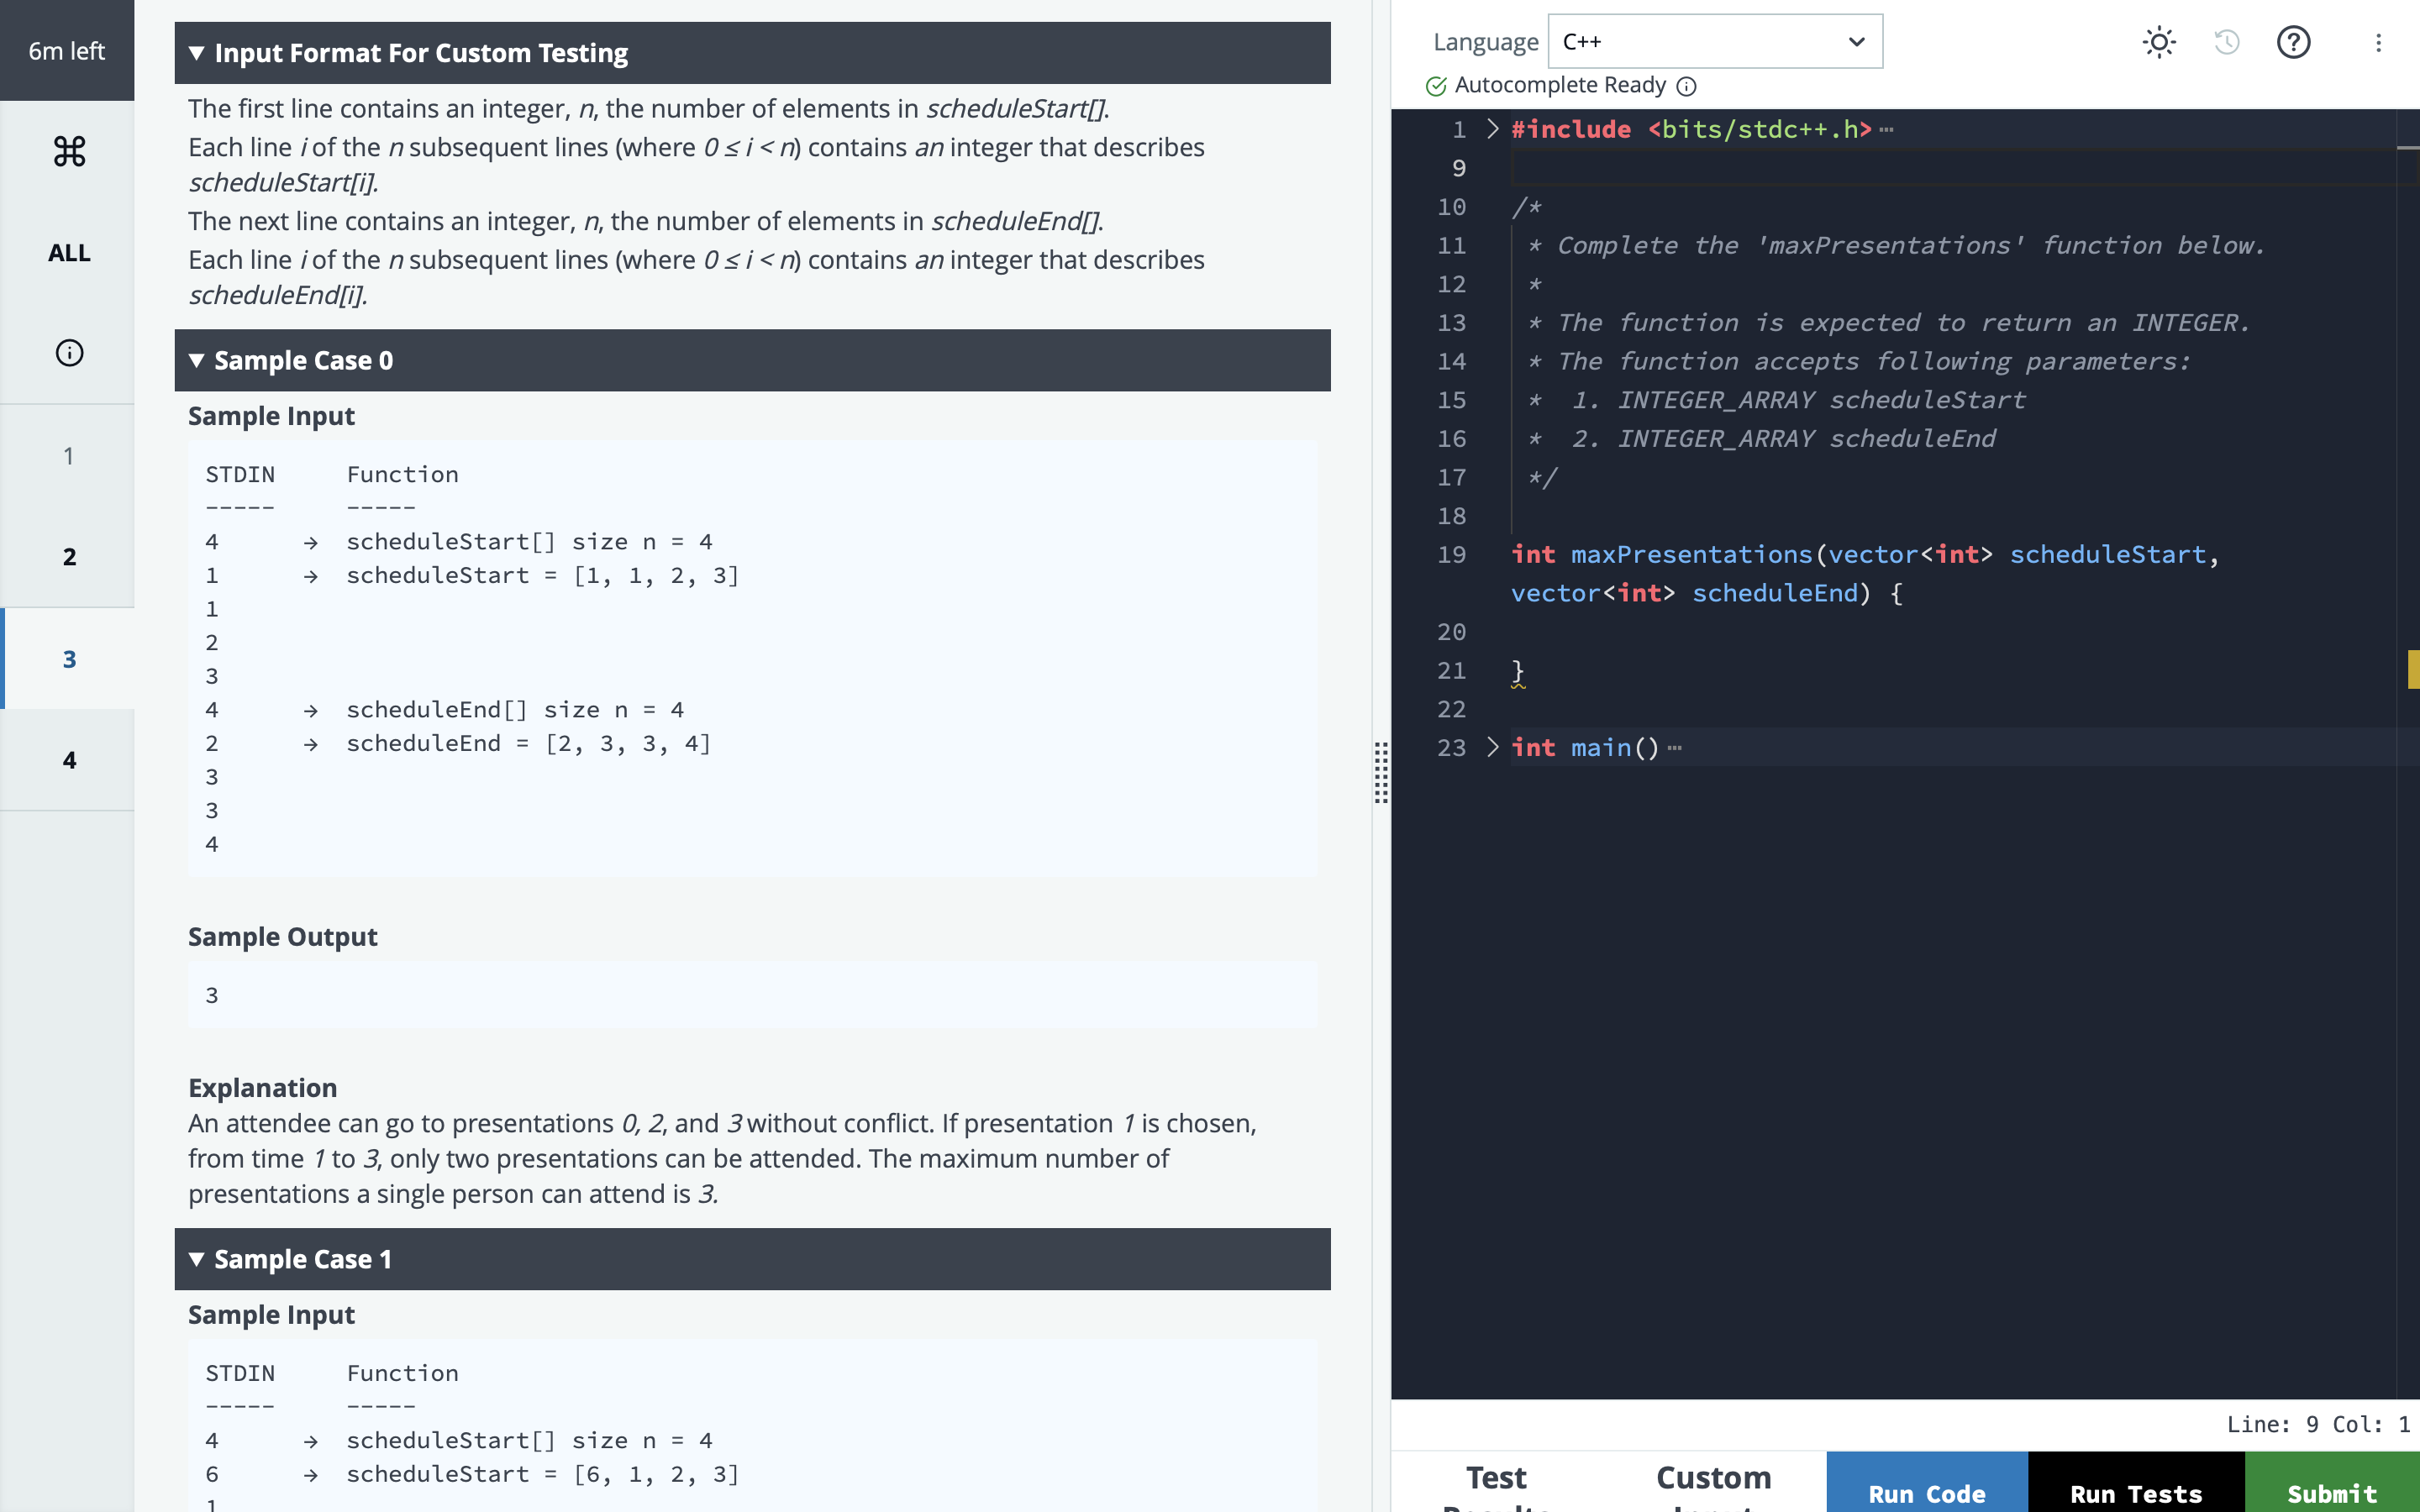 6m left
ALL
1
2
3
4
Input Format For Custom Testing
The first line contains an integer, n, the number of elements in scheduleStart[].
Each line i of the n subsequent lines (where 0 ≤ i < n) contains an integer that describes
scheduleStart[i].
The next line contains an integer, n, the number of elements in scheduleEnd[].
Each line i of the n subsequent lines (where 0 ≤ i < n) contains an integer that describes
scheduleEnd[i].
Sample Case 0
Sample Input
STDIN Function
----- -----
4 → scheduleStart[] size n = 4
1 → scheduleStart = [1, 1, 2, 3]
1
2
3
4 → scheduleEnd[] size n = 4
2 → scheduleEnd = [2, 3, 3, 4]
3
3
4
Sample Output
3
Explanation
An attendee can go to presentations 0, 2, and 3 without conflict. If presentation 1 is chosen,
from time 1 to 3, only two presentations can be attended. The maximum number of
presentations a single person can attend is 3.
Sample Case 1
Sample Input
STDIN Function
----- -----
4 → scheduleStart[] size n = 4
6 → scheduleStart = [6, 1, 2, 3]
1
Language C++
Autocomplete Ready
1 #include <bits/stdc++.h>
9
10 /*
11 * Complete the 'maxPresentations' function below.
12 *
13 * The function is expected to return an INTEGER.
14 * The function accepts following parameters:
15 * 1. INTEGER_ARRAY scheduleStart
16 * 2. INTEGER_ARRAY scheduleEnd
17 */
18
19 int maxPresentations(vector<int> scheduleStart,
vector<int> scheduleEnd) {
20
21 }
22
23 int main()
Line: 9 Col: 1
Test
Results
Custom
Input
Run Code
Run Tests
Submit